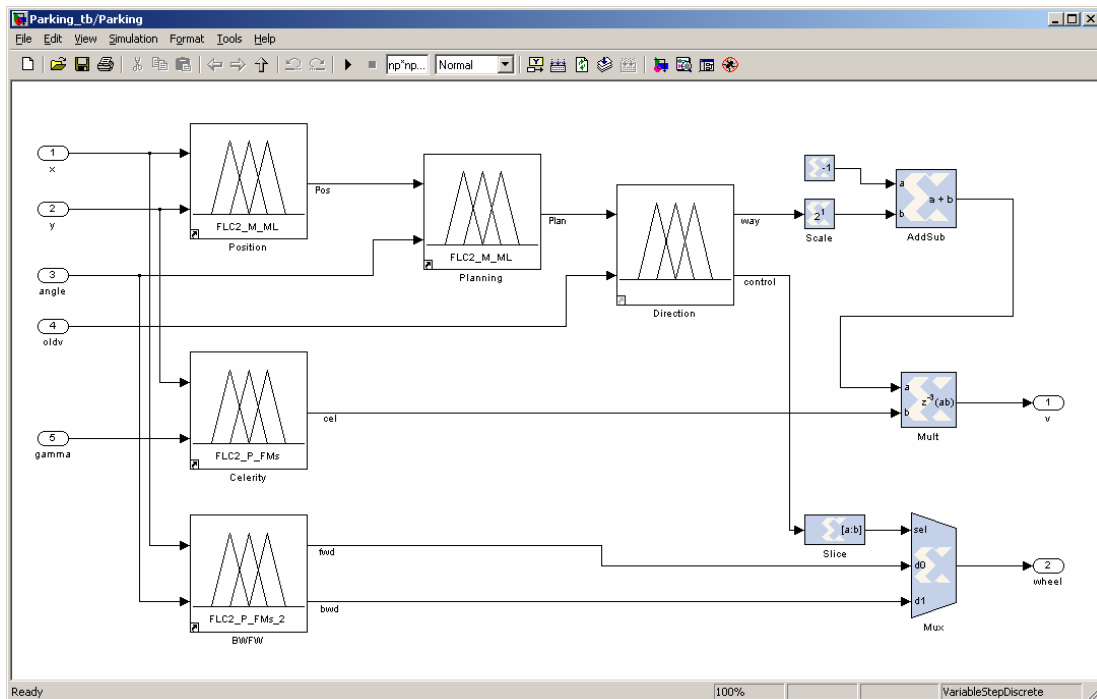 Parking_tb/Parking
File Edit View Simulation Format Tools Help
np*np... Normal
1
x
2
y
3
angle
4
oldv
5
gamma
FLC2_M_ML
Position
Pos
FLC2_M_ML
Planning
Plan
Direction
way
control
-1
2^1
Scale
a
b
a + b
AddSub
FLC2_P_FMs
Celerity
cel
a
b
z^-3(ab)
Mult
1
v
FLC2_P_FMs_2
BWFW
fwd
bwd
[a:b]
Slice
sel
d0
d1
Mux
2
wheel
Ready 100% VariableStepDiscrete